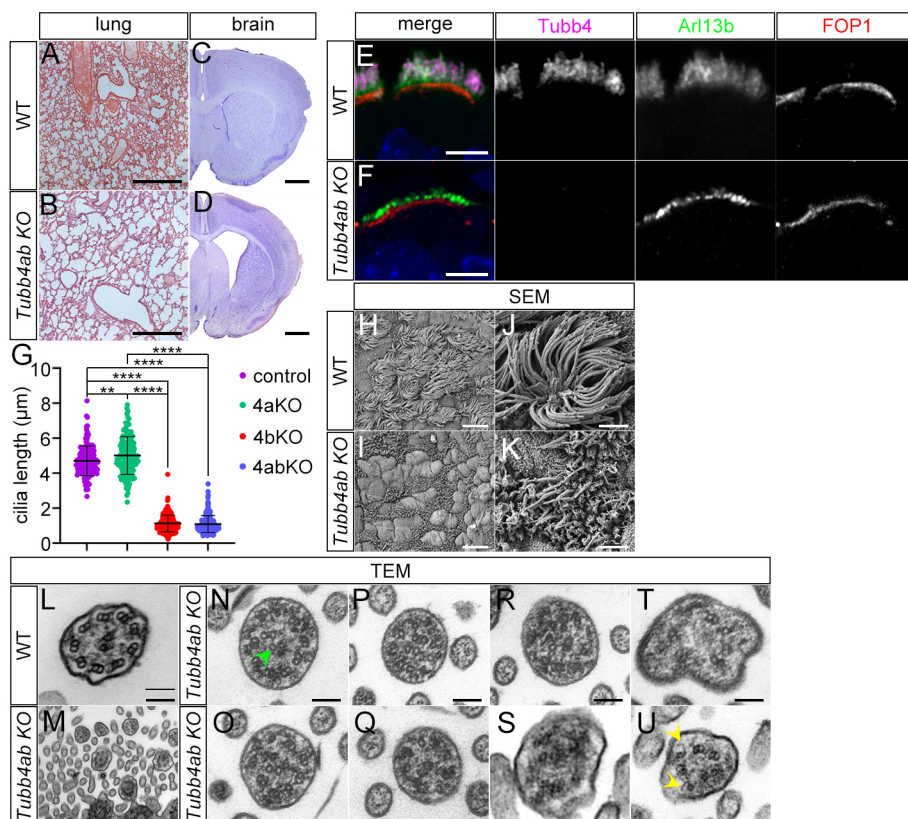 lung brain merge Tubb4 Arl13b FOP1
WT
A C E
Tubb4ab KO
B D F
SEM
G
cilia length (µm)
10
8
6
4
2
0
****
****
****
** ****
control
4aKO
4bKO
4abKO
WT
H J
Tubb4ab KO
I K
TEM
WT
L
Tubb4ab KO
N P R T
Tubb4ab KO
M
Tubb4ab KO
O Q S U
WT
Tubb4ab KO